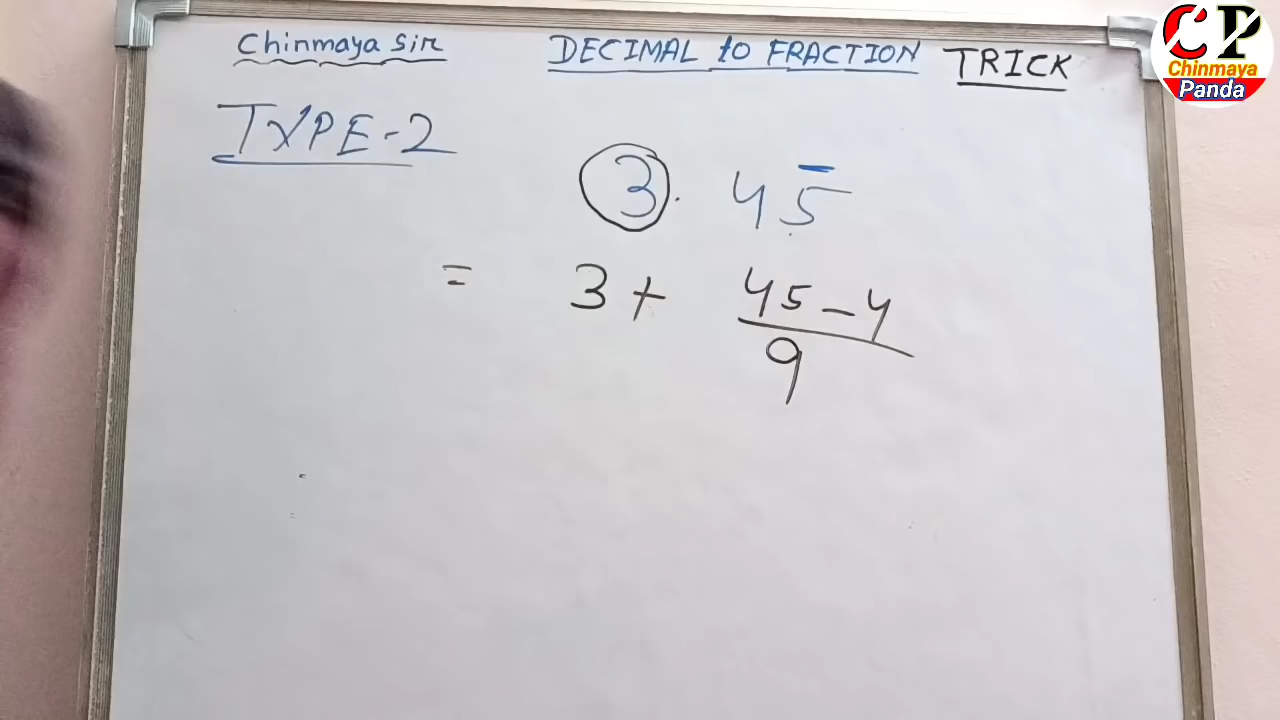 Chinmaya Sir DECIMAL to FRACTION TRICK
CP
Chinmaya
Panda
TYPE-2
3. 45̅
= 3 + 45 - 4
9